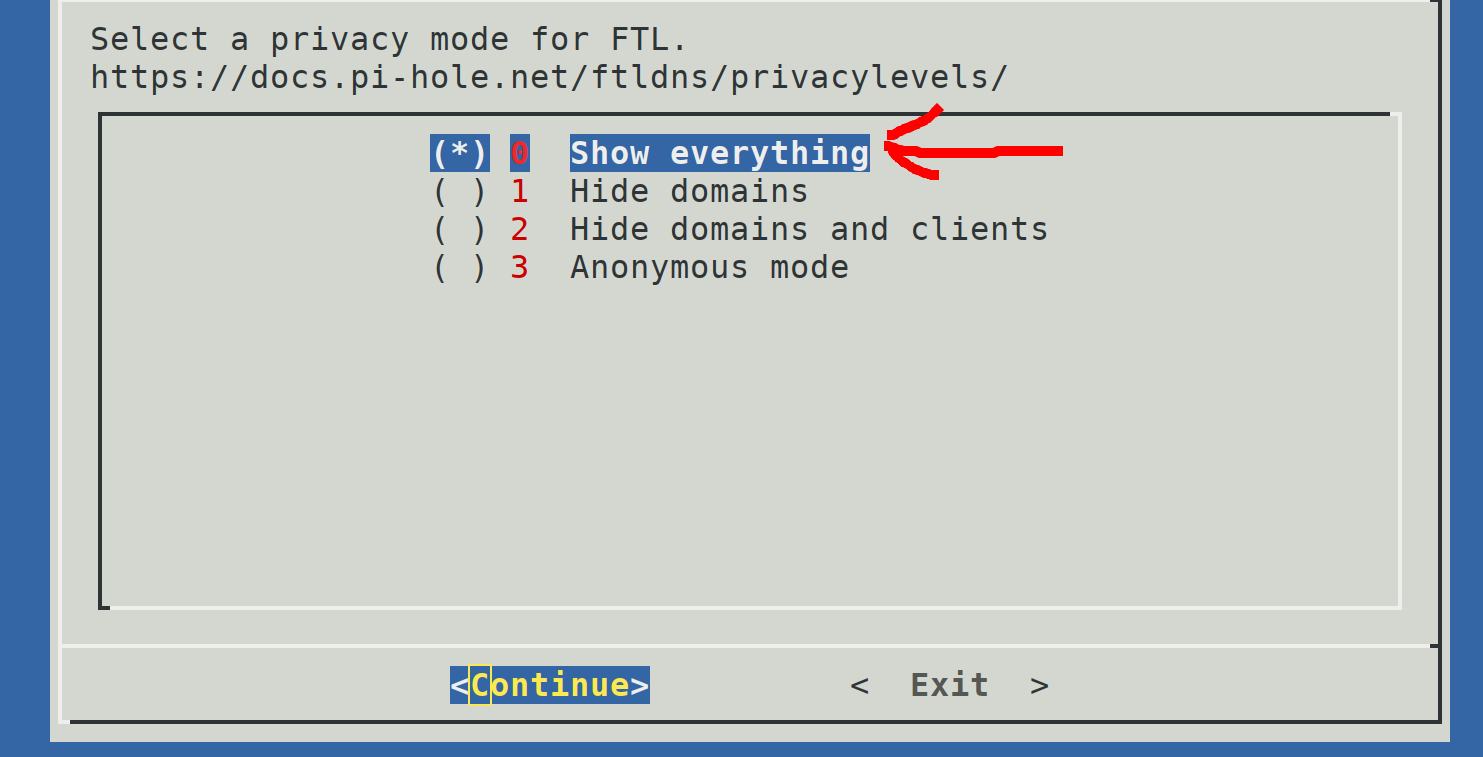 Select a privacy mode for FTL.
https://docs.pi-hole.net/ftldns/privacylevels/
(*) 0 Show everything
( ) 1 Hide domains
( ) 2 Hide domains and clients
( ) 3 Anonymous mode
<Continue> < Exit >